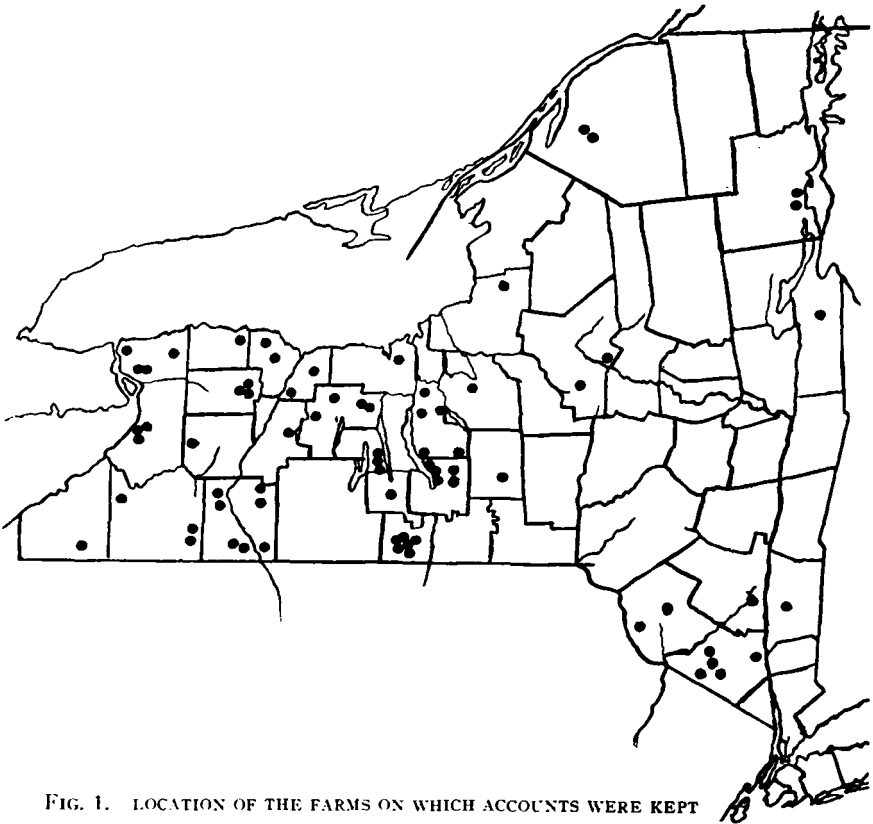 FIG. 1. LOCATION OF THE FARMS ON WHICH ACCOUNTS WERE KEPT